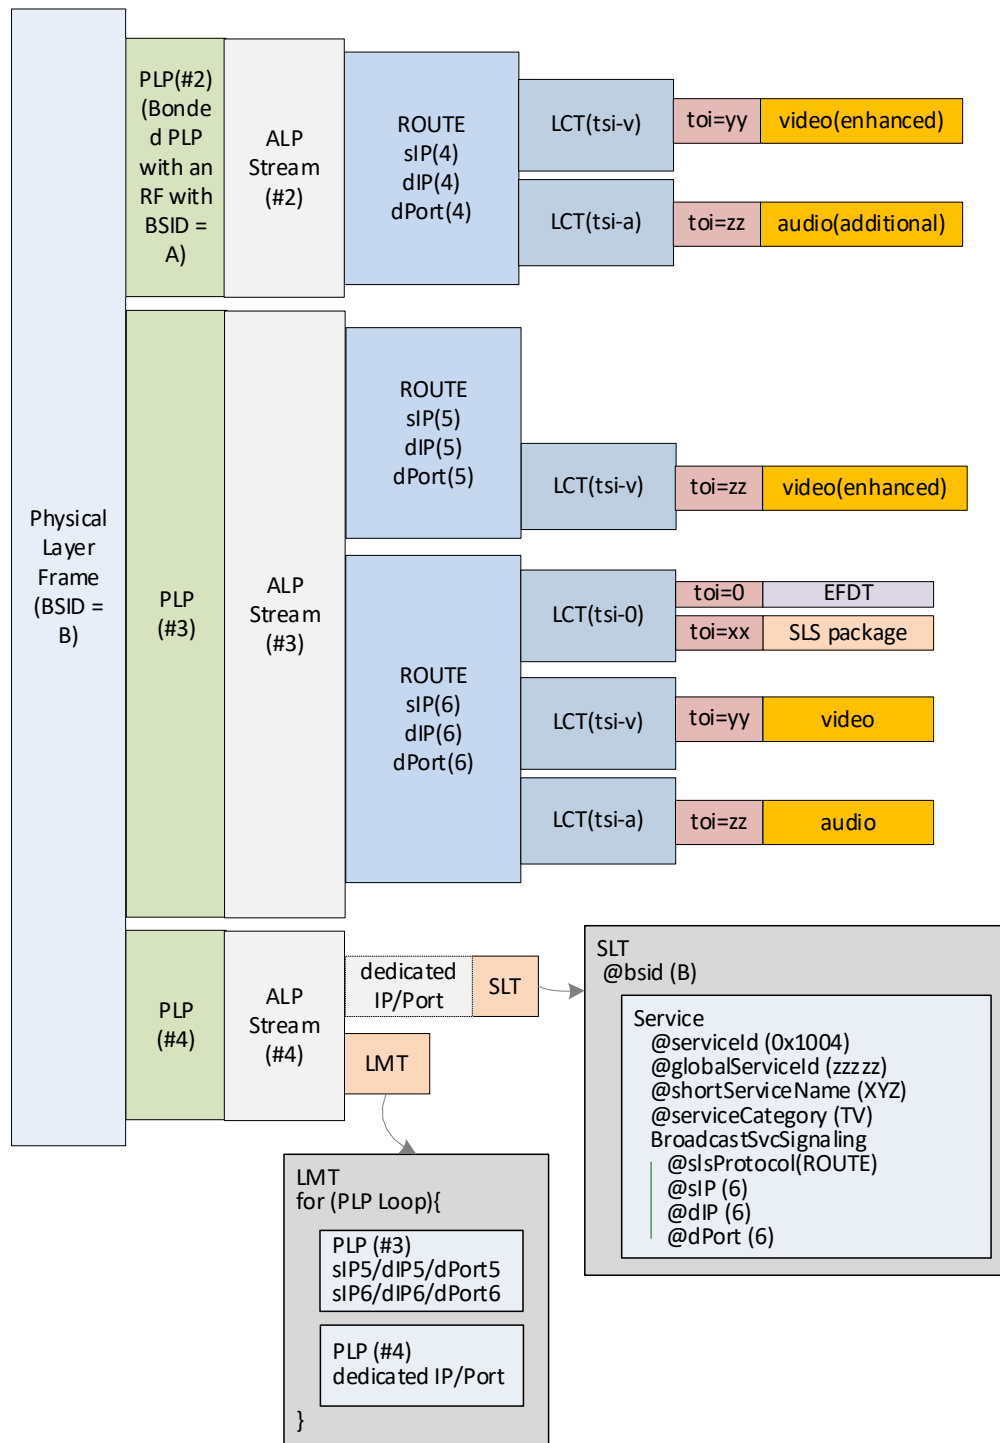 PLP(#2)
(Bonde
d PLP
with an
RF with
BSID =
A)
ALP
Stream
(#2)
ROUTE
sIP(4)
dIP(4)
dPort(4)
LCT(tsi-v)
toi=yy
video(enhanced)
LCT(tsi-a)
toi=zz
audio(additional)
Physical
Layer
Frame
(BSID =
B)
PLP
(#3)
ALP
Stream
(#3)
ROUTE
sIP(5)
dIP(5)
dPort(5)
LCT(tsi-v)
toi=zz
video(enhanced)
ROUTE
sIP(6)
dIP(6)
dPort(6)
LCT(tsi-0)
toi=0
EFDT
toi=xx
SLS package
LCT(tsi-v)
toi=yy
video
LCT(tsi-a)
toi=zz
audio
PLP
(#4)
ALP
Stream
(#4)
dedicated
IP/Port
SLT
LMT
SLT
@bsid (B)
Service
@serviceId (0x1004)
@globalServiceId (zzzzz)
@shortServiceName (XYZ)
@serviceCategory (TV)
BroadcastSvcSignaling
@slsProtocol(ROUTE)
@sIP (6)
@dIP (6)
@dPort (6)
LMT
for (PLP Loop){
PLP (#3)
sIP5/dIP5/dPort5
sIP6/dIP6/dPort6
PLP (#4)
dedicated IP/Port
}